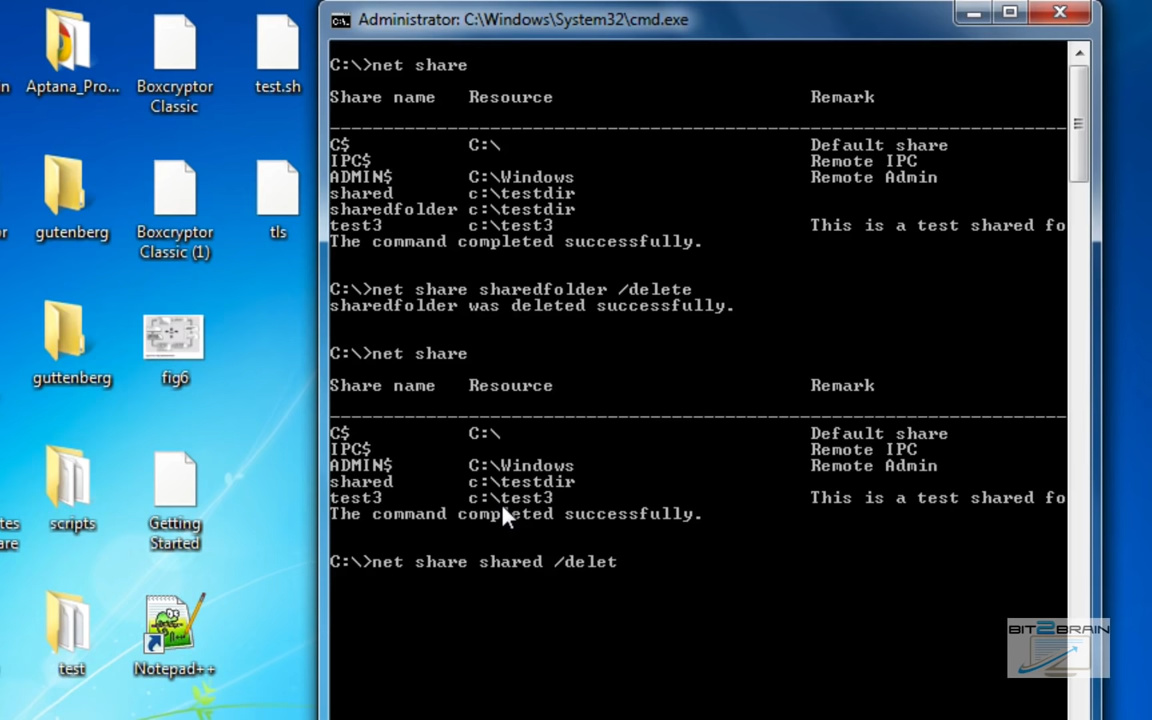 Administrator: C:\Windows\System32\cmd.exe
C:\>net share
Share name Resource Remark
C$ C:\ Default share
IPC$ Remote IPC
ADMIN$ C:\Windows Remote Admin
shared c:\testdir
sharedfolder c:\testdir
test3 c:\test3 This is a test shared fo
The command completed successfully.
C:\>net share sharedfolder /delete
sharedfolder was deleted successfully.
C:\>net share
Share name Resource Remark
C$ C:\ Default share
IPC$ Remote IPC
ADMIN$ C:\Windows Remote Admin
shared c:\testdir
test3 c:\test3 This is a test shared fo
The command completed successfully.
C:\>net share shared /delet
Aptana_Pro...
Boxcryptor
Classic
test.sh
gutenberg
Boxcryptor
Classic (1)
tls
guttenberg
fig6
scripts
Getting
Started
test
Notepad++
BIT2BRAIN